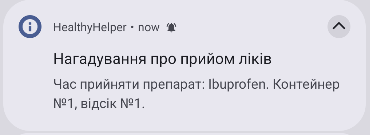 HealthyHelper • now
Нагадування про прийом ліків
Час прийняти препарат: Ibuprofen. Контейнер
№1, відсік №1.